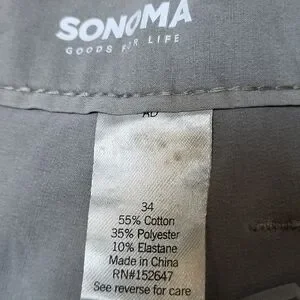 SONOMA
GOODS FOR LIFE
34
55% Cotton
35% Polyester
10% Elastane
Made in China
RN#152647
See reverse for care